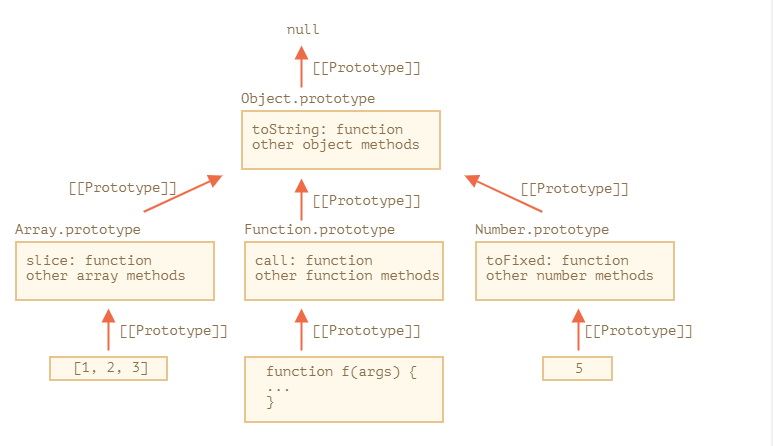 null
[[Prototype]]
Object.prototype
toString: function
other object methods
[[Prototype]]
[[Prototype]]
[[Prototype]]
Array.prototype
Function.prototype
Number.prototype
slice: function
other array methods
call: function
other function methods
toFixed: function
other number methods
[[Prototype]]
[[Prototype]]
[[Prototype]]
[1, 2, 3]
function f(args) {
...
}
5